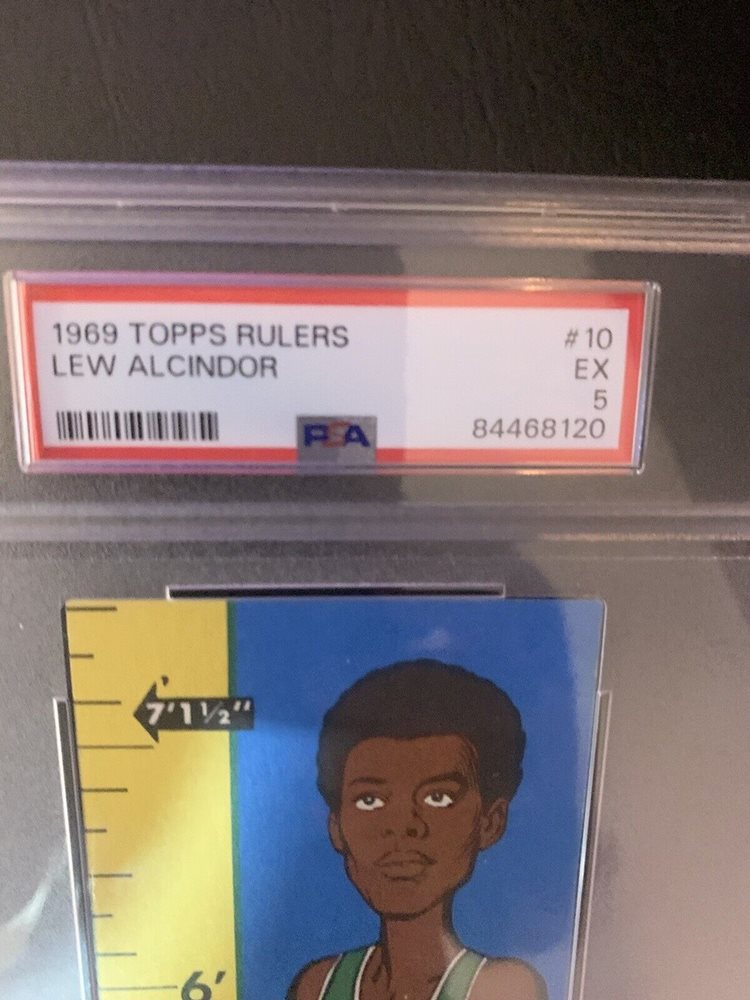 1969 TOPPS RULERS #10
LEW ALCINDOR EX
5
PSA 84468120
7'1½"
6'